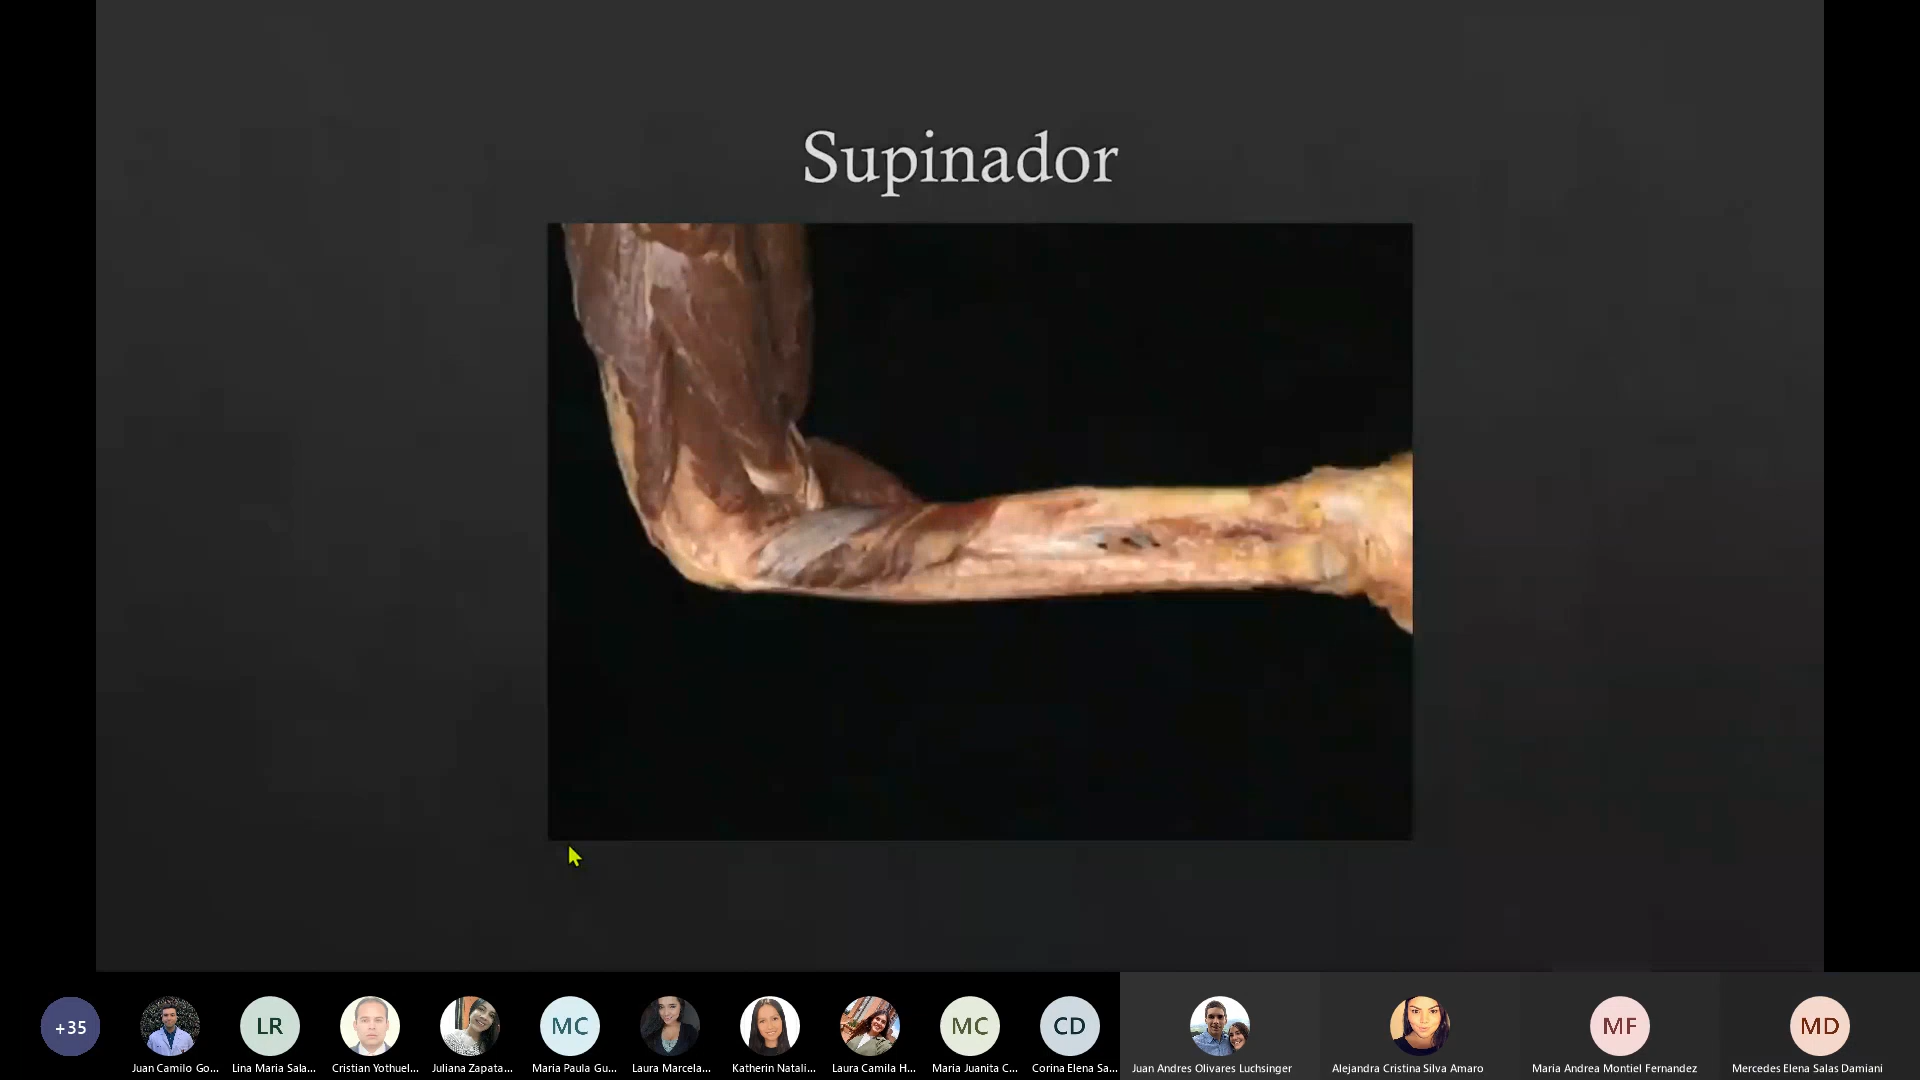 Supinador
+35
LR
MC
MC
CD
MF
MD
Juan Camilo Go...
Lina Maria Sala...
Cristian Yothuel...
Juliana Zapata...
Maria Paula Gu...
Laura Marcela...
Katherin Natali...
Laura Camila H...
Maria Juanita C...
Corina Elena Sa...
Juan Andres Olivares Luchsinger
Alejandra Cristina Silva Amaro
Maria Andrea Montiel Fernandez
Mercedes Elena Salas Damiani